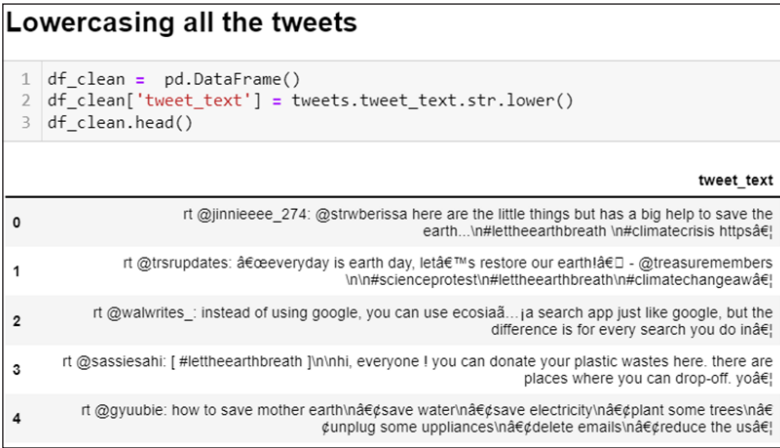 Lowercasing all the tweets
1 df_clean =  pd.DataFrame()
2 df_clean['tweet_text'] = tweets.tweet_text.str.lower()
3 df_clean.head()
tweet_text
0 rt @jinnieeee_274: @strwberissa here are the little things but has a big help to save the
earth...\n#lettheearthbreath \n#climatecrisis httpsâ€¦
1 rt @trsrupdates: â€œeveryday is earth day, letâ€™s restore our earth!â€□ - @treasuremembers
\n\n#scienceprotest\n#lettheearthbreath\n#climatechangeawâ€¦
2 rt @walwrites_: instead of using google, you can use ecosiaã…¡a search app just like google, but the
difference is for every search you do inâ€¦
3 rt @sassiesahi: [ #lettheearthbreath ]\n\nhi, everyone ! you can donate your plastic wastes here. there are
places where you can drop-off. yoâ€¦
4 rt @gyuubie: how to save mother earth\nâ€¢save water\nâ€¢save electricity\nâ€¢plant some trees\nâ€
¢unplug some uppliances\nâ€¢delete emails\nâ€¢reduce the usâ€¦